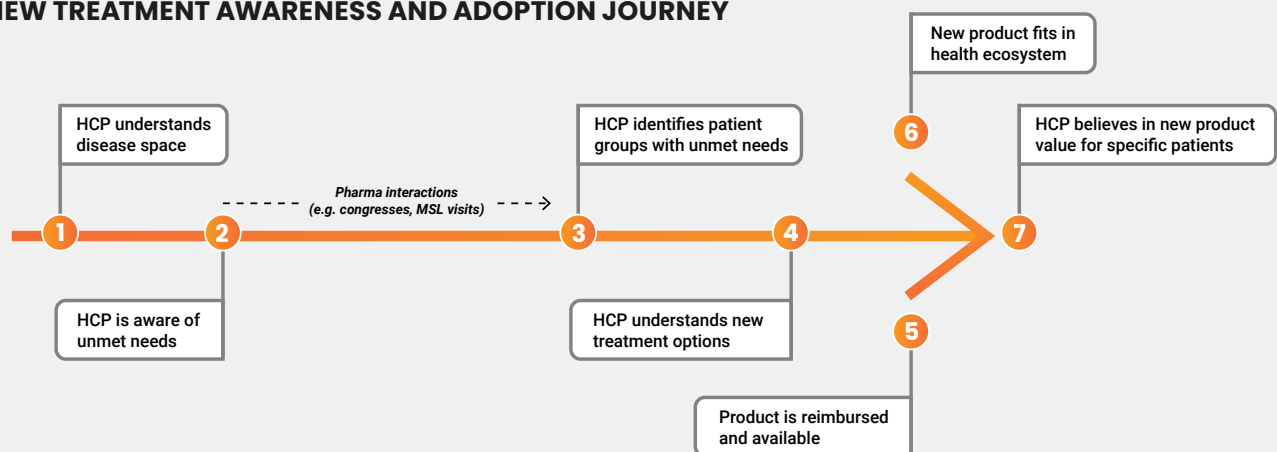 NEW TREATMENT AWARENESS AND ADOPTION JOURNEY
1
HCP understands
disease space
2
HCP is aware of
unmet needs
Pharma interactions
(e.g. congresses, MSL visits)
3
HCP identifies patient
groups with unmet needs
4
HCP understands new
treatment options
5
Product is reimbursed
and available
6
New product fits in
health ecosystem
7
HCP believes in new product
value for specific patients